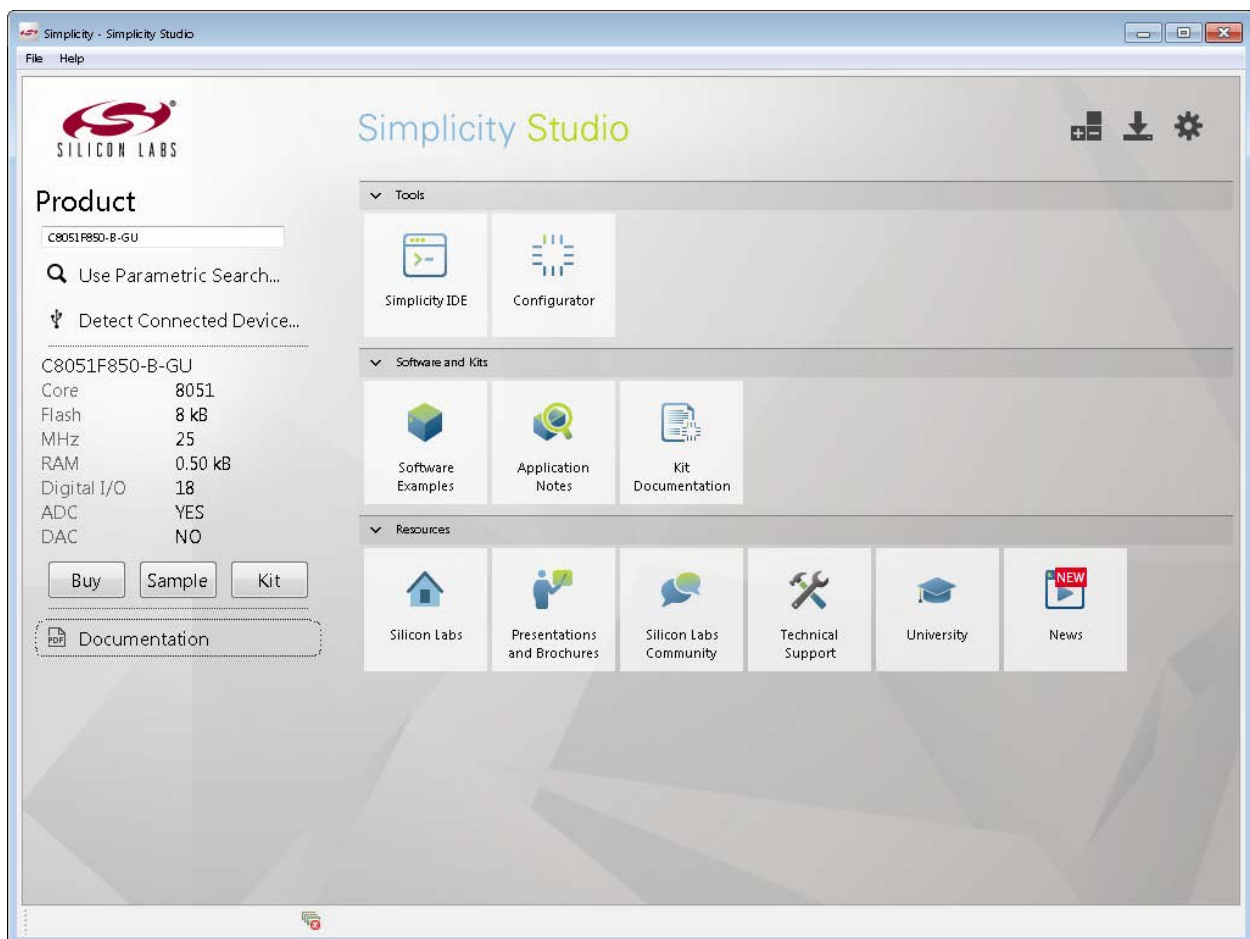 Simplicity - Simplicity Studio
File Help
SILICON LABS
Simplicity Studio
Product
C8051F850-B-GU
Use Parametric Search...
Detect Connected Device...
C8051F850-B-GU
Core 8051
Flash 8 kB
MHz 25
RAM 0.50 kB
Digital I/O 18
ADC YES
DAC NO
Buy Sample Kit
PDF Documentation
Tools
Simplicity IDE
Configurator
Software and Kits
Software
Examples
Application
Notes
Kit
Documentation
Resources
Silicon Labs
Presentations
and Brochures
Silicon Labs
Community
Technical
Support
University
NEW
News